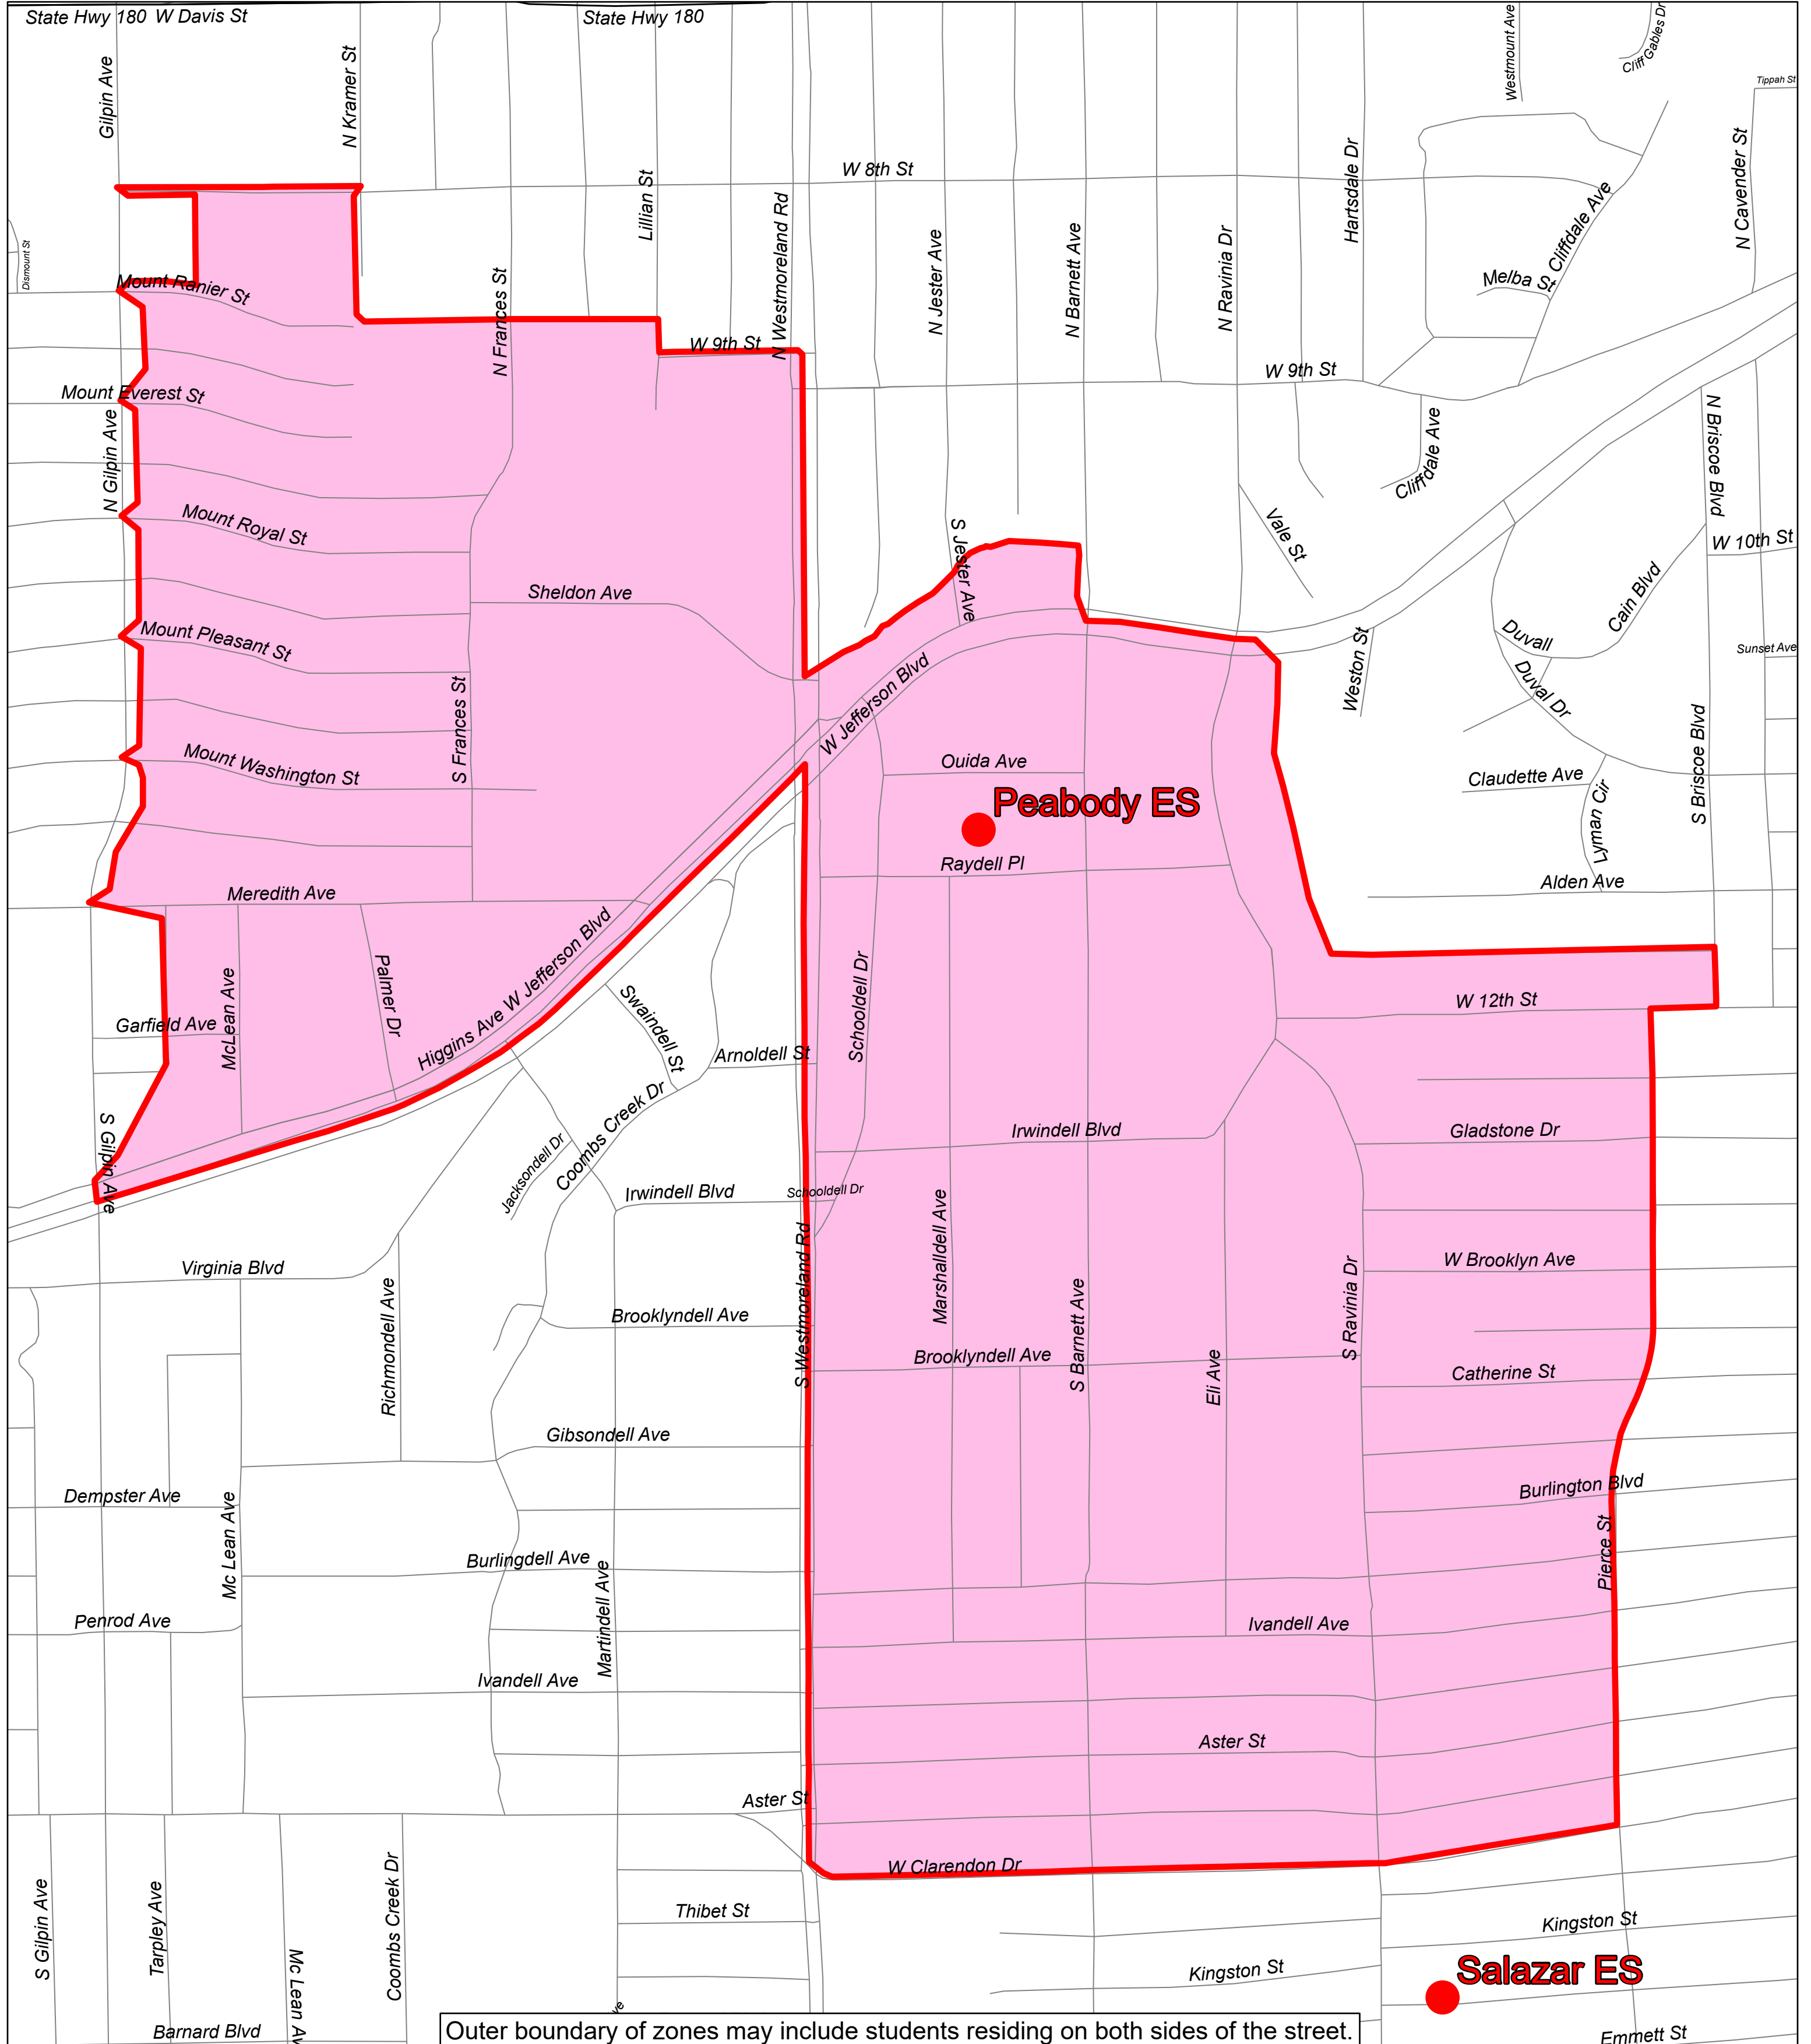 State Hwy 180 W Davis St
State Hwy 180
Gilpin Ave
N Kramer St
Westmount Ave
Cliff Gables Dr
Tippah St
W 8th St
Lillian St
N Westmoreland Rd
Hartsdale Dr
N Cavender St
Cliffdale Ave
Dismount St
N Jester Ave
N Barnett Ave
N Ravinia Dr
Melba St
Mount Ranier St
N Frances St
W 9th St
W 9th St
Mount Everest St
N Gilpin Ave
Cliffdale Ave
N Briscoe Blvd
Mount Royal St
S Jester Ave
Vale St
W 10th St
Sheldon Ave
Cain Blvd
Mount Pleasant St
Duvall
Sunset Ave
S Frances St
W Jefferson Blvd
Weston St
Duval Dr
Mount Washington St
Ouida Ave
Claudette Ave
S Briscoe Blvd
Peabody ES
Lyman Cir
Raydell Pl
Alden Ave
Meredith Ave
McLean Ave
Palmer Dr
Higgins Ave W Jefferson Blvd
Swaindell St
Schooldell Dr
W 12th St
Garfield Ave
Arnoldell St
S Gilpin Ave
Jacksondell Dr
Coombs Creek Dr
Irwindell Blvd
Gladstone Dr
Irwindell Blvd
Schooldell Dr
Marshalldell Ave
Virginia Blvd
S Westmoreland Rd
W Brooklyn Ave
Richmondell Ave
Brooklyndell Ave
S Barnett Ave
S Ravinia Dr
Brooklyndell Ave
Eli Ave
Catherine St
Gibsondell Ave
Dempster Ave
Mc Lean Ave
Burlington Blvd
Pierce St
Burlingdell Ave
Martindell Ave
Penrod Ave
Ivandell Ave
Ivandell Ave
Aster St
Aster St
W Clarendon Dr
S Gilpin Ave
Tarpley Ave
Coombs Creek Dr
Thibet St
Kingston St
Mc Lean Av
Kingston St
Salazar ES
Barnard Blvd
Outer boundary of zones may include students residing on both sides of the street.
Emmett St